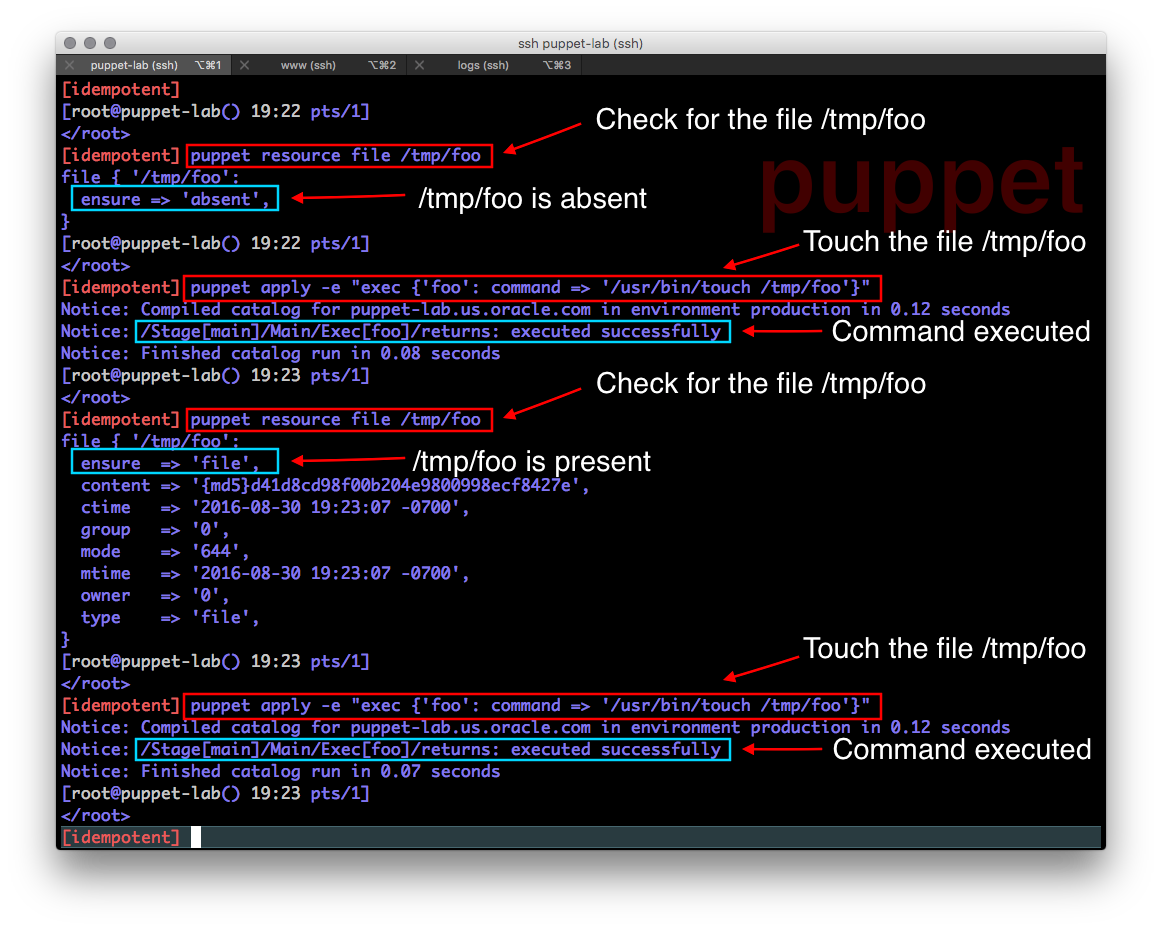 ssh puppet-lab (ssh)
puppet-lab (ssh) ⌥⌘1 www (ssh) ⌥⌘2 logs (ssh) ⌥⌘3
[idempotent]
[root@puppet-lab() 19:22 pts/1]
</root>
Check for the file /tmp/foo
[idempotent] puppet resource file /tmp/foo
puppet
file { '/tmp/foo':
ensure => 'absent',
/tmp/foo is absent
}
[root@puppet-lab() 19:22 pts/1]
Touch the file /tmp/foo
</root>
[idempotent] puppet apply -e "exec {'foo': command => '/usr/bin/touch /tmp/foo'}"
Notice: Compiled catalog for puppet-lab.us.oracle.com in environment production in 0.12 seconds
Notice: /Stage[main]/Main/Exec[foo]/returns: executed successfully
Command executed
Notice: Finished catalog run in 0.08 seconds
[root@puppet-lab() 19:23 pts/1]
Check for the file /tmp/foo
</root>
[idempotent] puppet resource file /tmp/foo
file { '/tmp/foo':
ensure => 'file',
/tmp/foo is present
content => '{md5}d41d8cd98f00b204e9800998ecf8427e',
ctime => '2016-08-30 19:23:07 -0700',
group => '0',
mode => '644',
mtime => '2016-08-30 19:23:07 -0700',
owner => '0',
type => 'file',
}
Touch the file /tmp/foo
[root@puppet-lab() 19:23 pts/1]
</root>
[idempotent] puppet apply -e "exec {'foo': command => '/usr/bin/touch /tmp/foo'}"
Notice: Compiled catalog for puppet-lab.us.oracle.com in environment production in 0.12 seconds
Notice: /Stage[main]/Main/Exec[foo]/returns: executed successfully
Command executed
Notice: Finished catalog run in 0.07 seconds
[root@puppet-lab() 19:23 pts/1]
</root>
[idempotent]